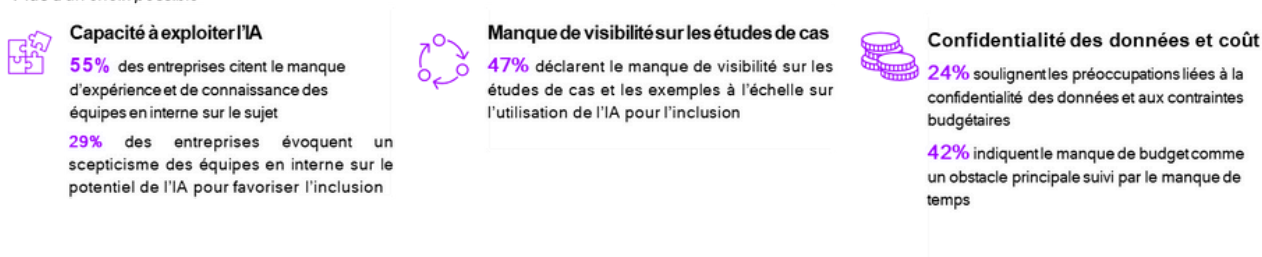 Capacité à exploiter l'IA
55% des entreprises citent le manque
d'expérience et de connaissance des
équipes en interne sur le sujet
29% des entreprises évoquent un
scepticisme des équipes en interne sur le
potentiel de l'IA pour favoriser l'inclusion
Manque de visibilité sur les études de cas
47% déclarent le manque de visibilité sur les
études de cas et les exemples à l'échelle sur
l'utilisation de l'IA pour l'inclusion
Confidentialité des données et coût
24% soulignent les préoccupations liées à la
confidentialité des données et aux contraintes
budgétaires
42% indiquent le manque de budget comme
un obstacle principale suivi par le manque de
temps